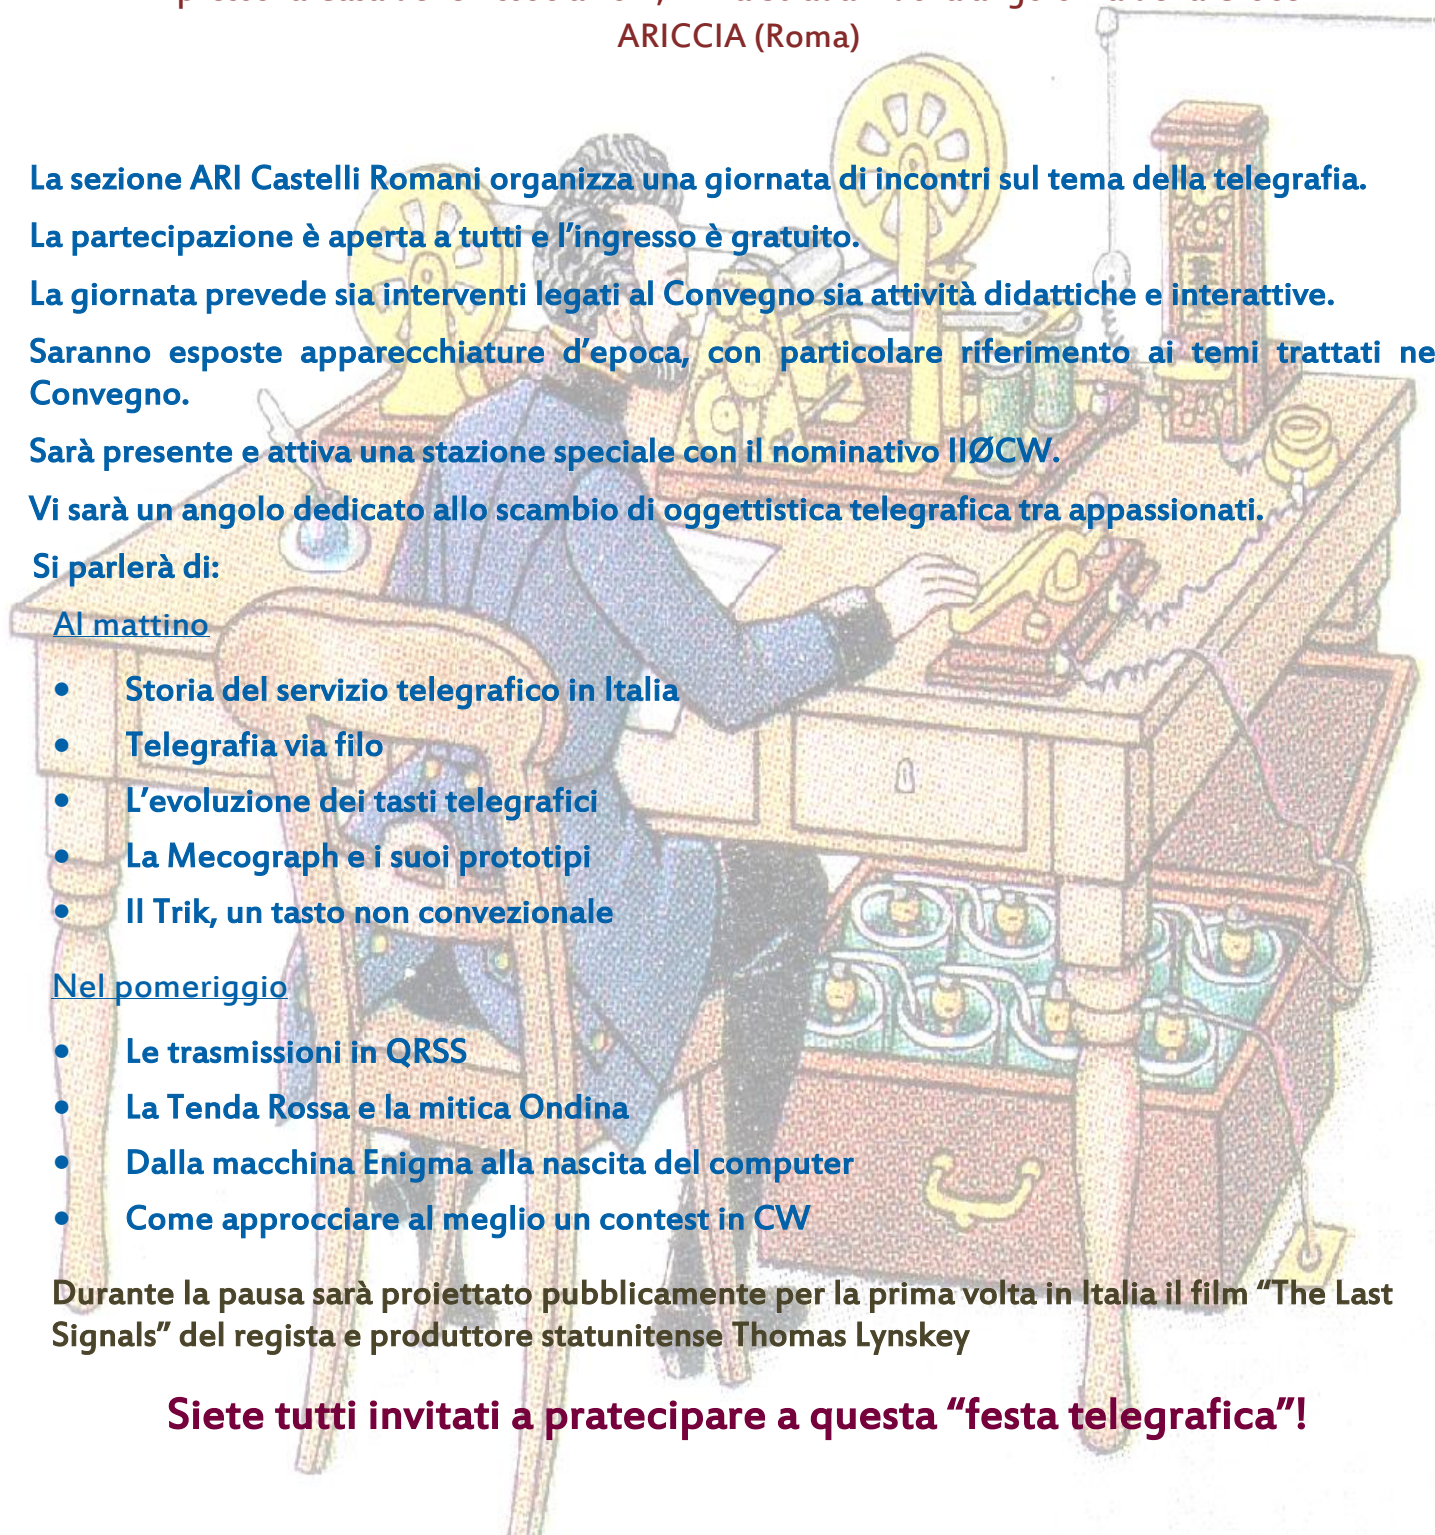 ARICCIA (Roma)
La sezione ARI Castelli Romani organizza una giornata di incontri sul tema della telegrafia.
La partecipazione è aperta a tutti e l’ingresso è gratuito.
La giornata prevede sia interventi legati al Convegno sia attività didattiche e interattive.
Saranno esposte apparecchiature d’epoca, con particolare riferimento ai temi trattati ne
Convegno.
Sarà presente e attiva una stazione speciale con il nominativo IIØCW.
Vi sarà un angolo dedicato allo scambio di oggettistica telegrafica tra appassionati.
Si parlerà di:
Al mattino
• Storia del servizio telegrafico in Italia
• Telegrafia via filo
• L’evoluzione dei tasti telegrafici
• La Mecograph e i suoi prototipi
• Il Trik, un tasto non convezionale
Nel pomeriggio
• Le trasmissioni in QRSS
• La Tenda Rossa e la mitica Ondina
• Dalla macchina Enigma alla nascita del computer
• Come approcciare al meglio un contest in CW
Durante la pausa sarà proiettato pubblicamente per la prima volta in Italia il film “The Last
Signals” del regista e produttore statunitense Thomas Lynskey
Siete tutti invitati a pratecipare a questa “festa telegrafica”!